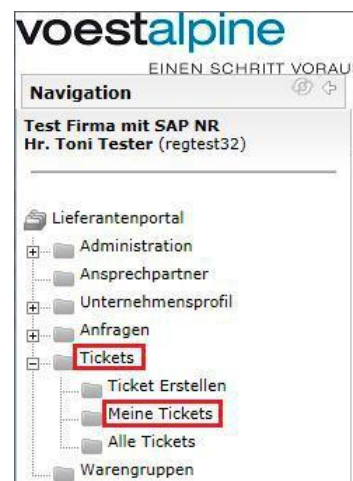 voestalpine
EINEN SCHRITT VORAU
Navigation
Test Firma mit SAP NR
Hr. Toni Tester (regtest32)
Lieferantenportal
Administration
Ansprechpartner
Unternehmensprofil
Anfragen
Tickets
Ticket Erstellen
Meine Tickets
Alle Tickets
Warengruppen